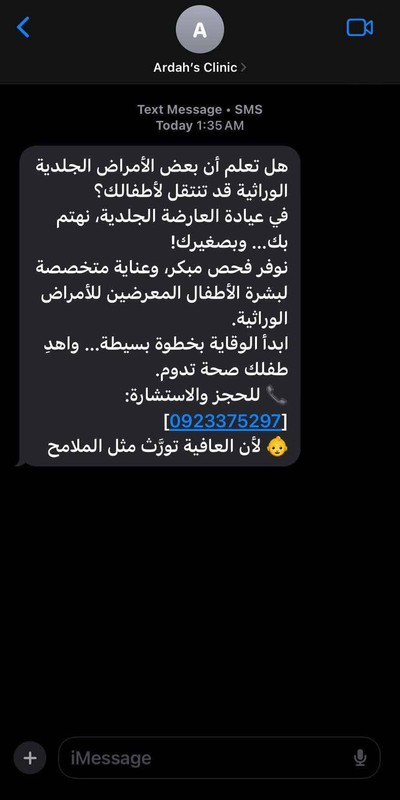 A
Ardah's Clinic
Text Message • SMS
Today 1:35 AM
هل تعلم أن بعض الأمراض الجلدية
الوراثية قد تنتقل لأطفالك؟
في عيادة العارضة الجلدية، نهتم
بك... وبصغيرك!
نوفر فحص مبكر، وعناية متخصصة
لبشرة الأطفال المعرضين للأمراض
الوراثية.
ابدأ الوقاية بخطوة بسيطة... واهدِ
طفلك صحة تدوم.
📞 للحجز والاستشارة:
[0923375297]
👶 لأن العافية تورَّث مثل الملامح
iMessage